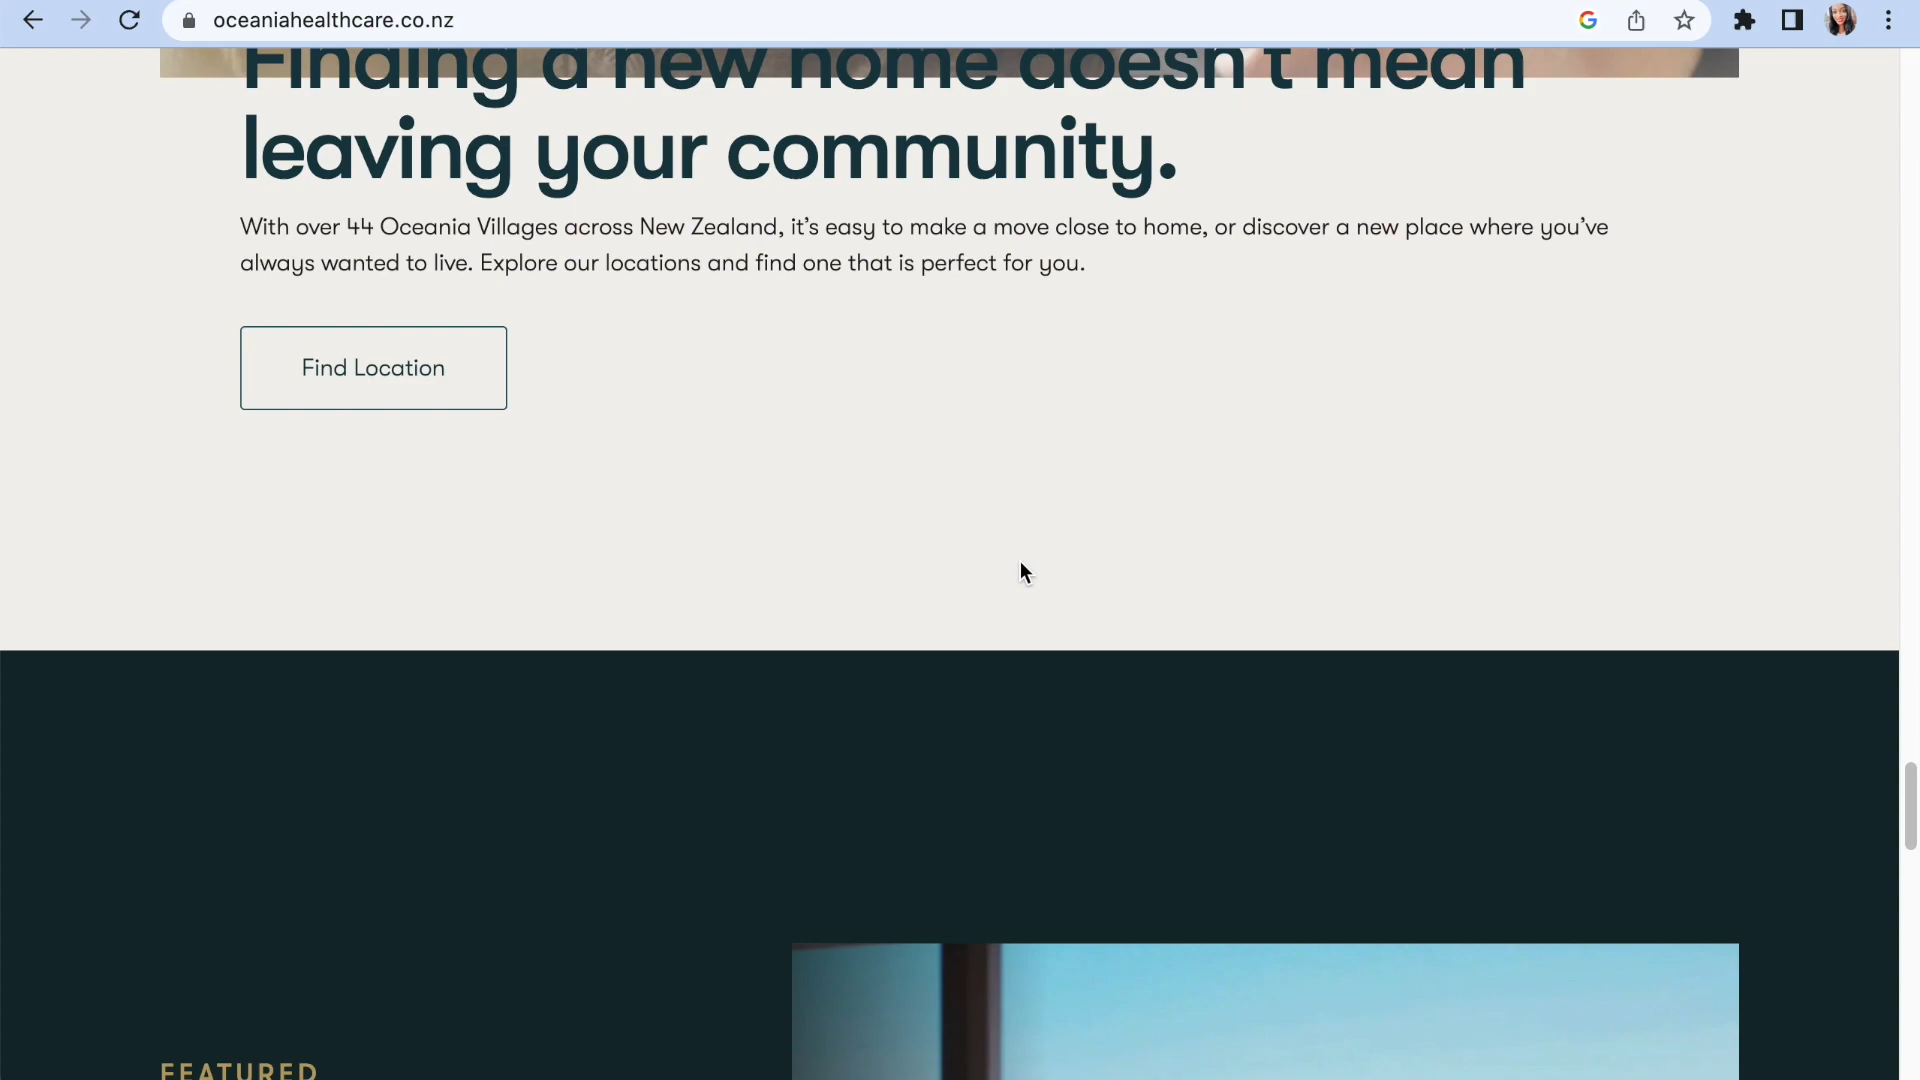 oceaniahealthcare.co.nz
Finding a new home doesn't mean
leaving your community.
With over 44 Oceania Villages across New Zealand, it’s easy to make a move close to home, or discover a new place where you’ve
always wanted to live. Explore our locations and find one that is perfect for you.
Find Location
FEATURED